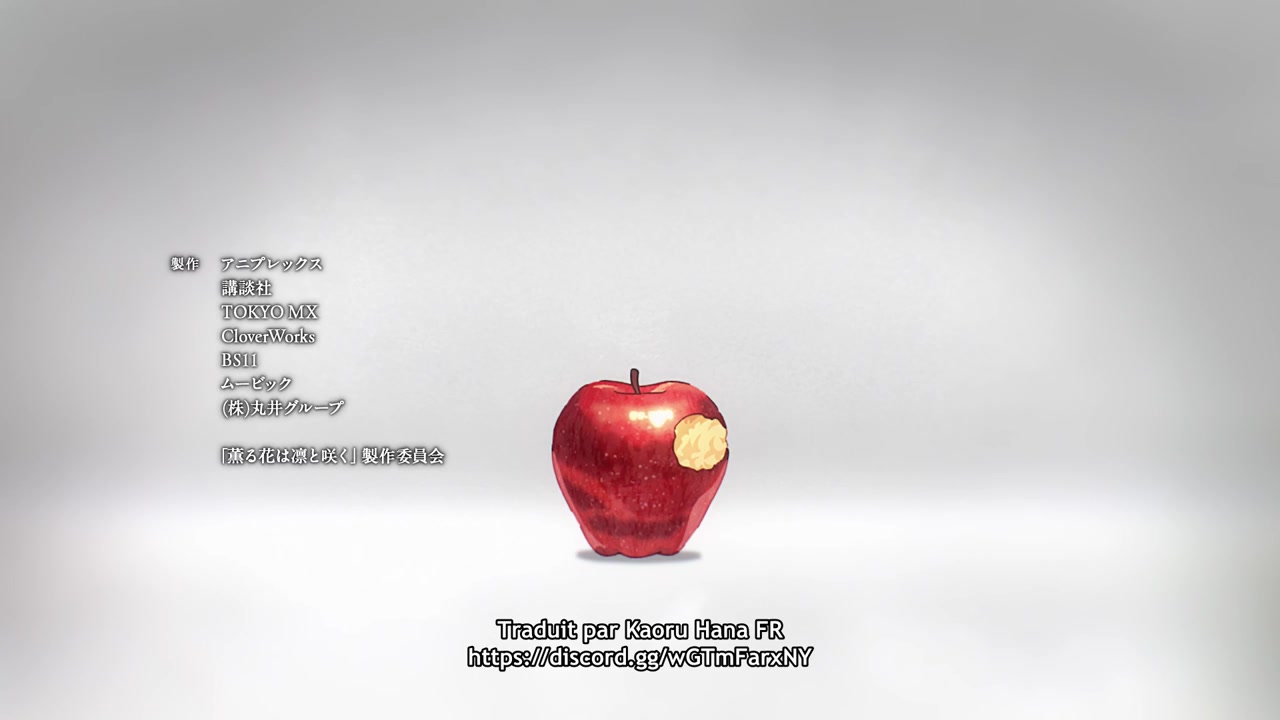 製作 アニプレックス
講談社
TOKYO MX
CloverWorks
BS11
ムービック
(株)丸井グループ
「薫る花は凛と咲く」製作委員会
Traduit par Kaoru Hana FR
https://discord.gg/wGTmFarxNY